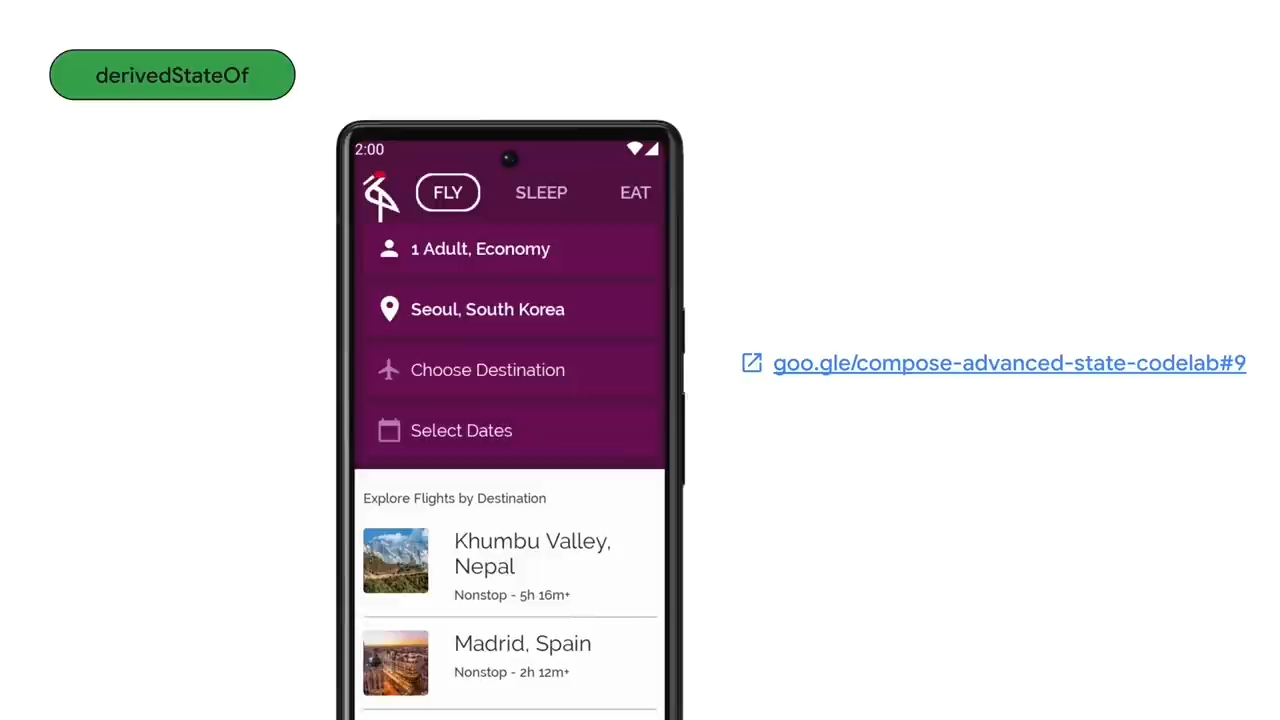 derivedStateOf
2:00
FLY SLEEP EAT
1 Adult, Economy
Seoul, South Korea
Choose Destination
Select Dates
Explore Flights by Destination
Khumbu Valley,
Nepal
Nonstop - 5h 16m+
Madrid, Spain
Nonstop - 2h 12m+
goo.gle/compose-advanced-state-codelab#9